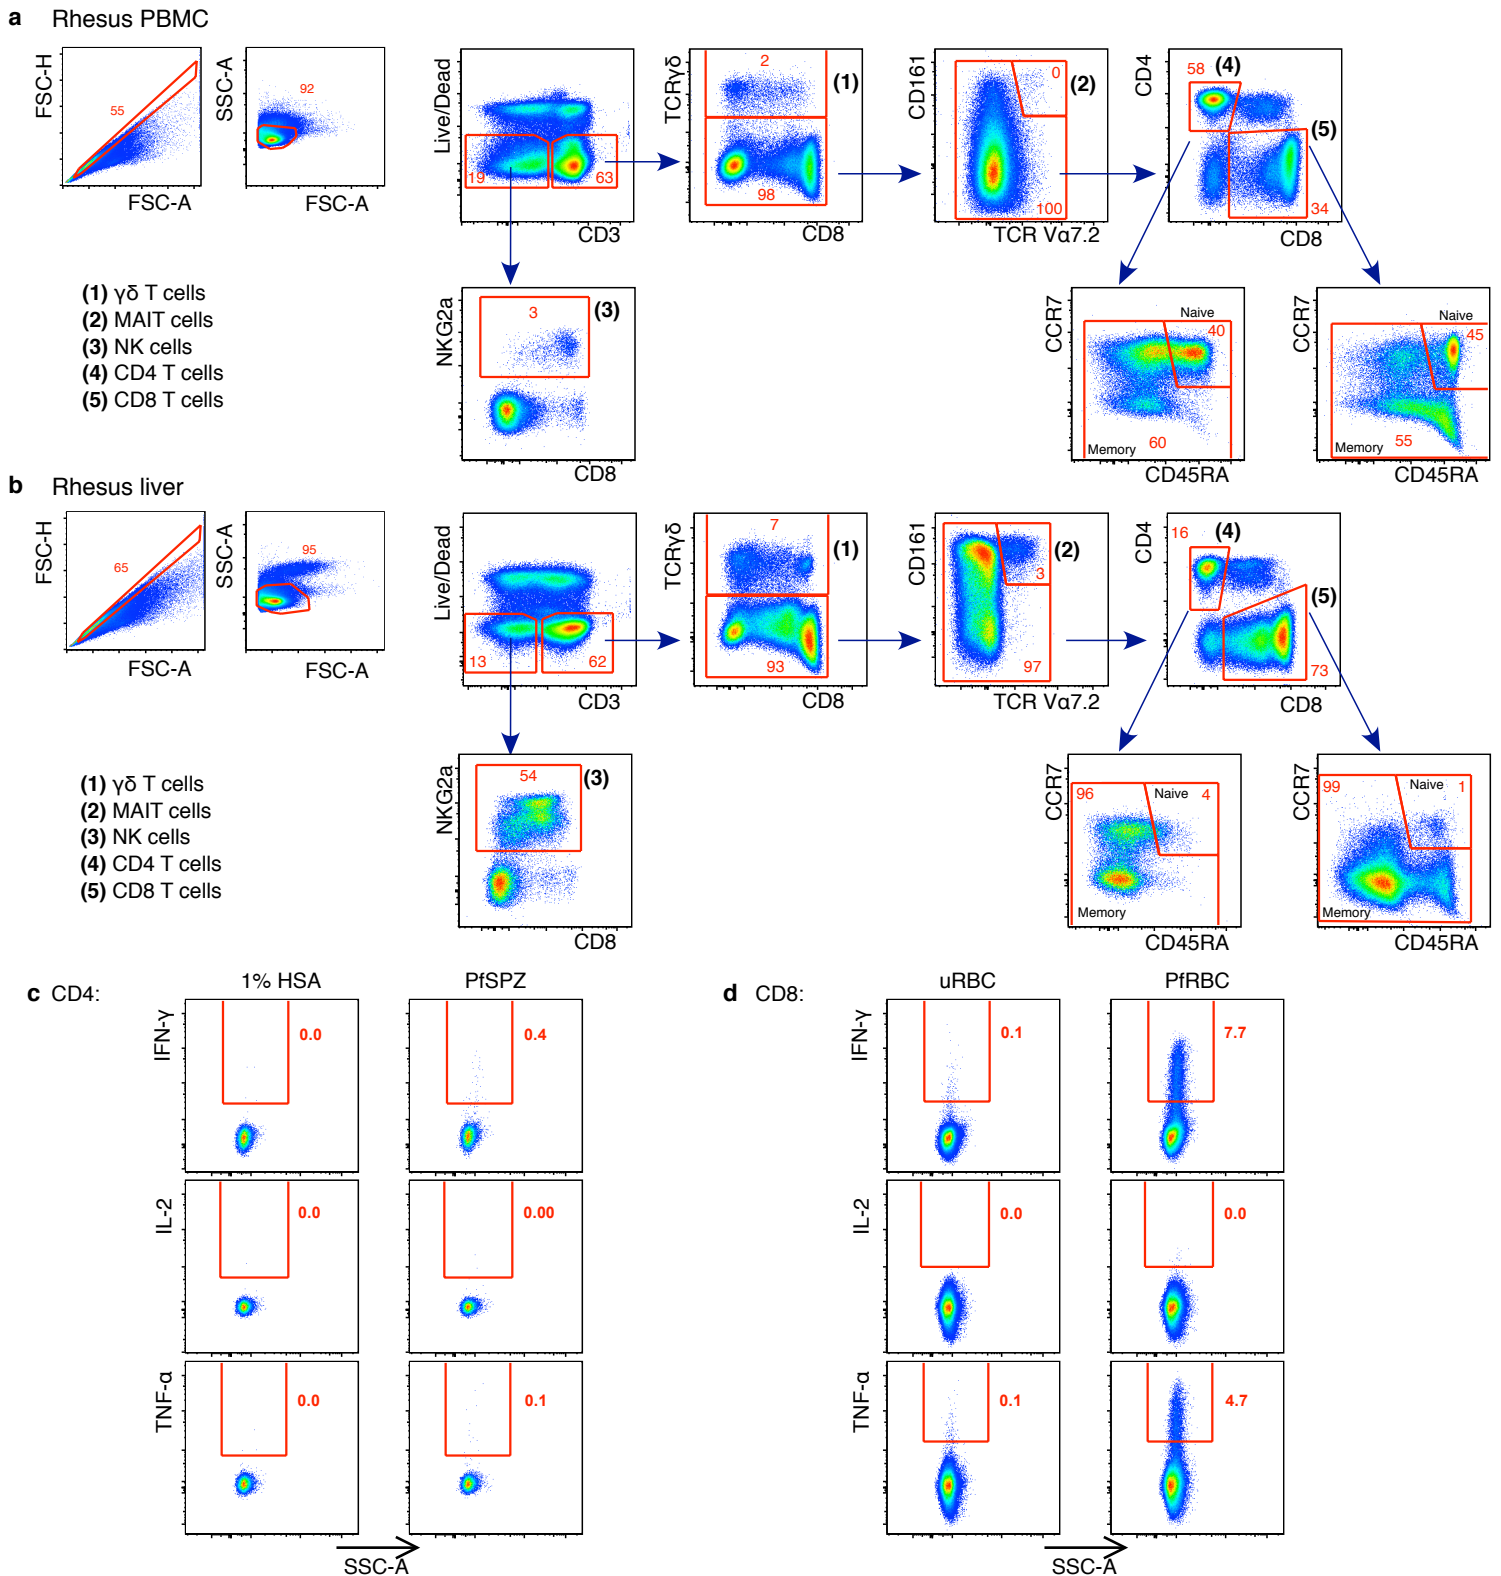 a Rhesus PBMC
FSC-H
55
FSC-A
SSC-A
92
FSC-A
Live/Dead
19
63
CD3
TCRγδ
2
(1)
98
CD8
CD161
0
(2)
100
TCR Vα7.2
CD4
58
(4)
(5)
34
CD8
(1) γδ T cells
(2) MAIT cells
(3) NK cells
(4) CD4 T cells
(5) CD8 T cells
NKG2a
3
(3)
CD8
CCR7
Naive
40
Memory
60
CD45RA
CCR7
Naive
45
Memory
55
CD45RA
b Rhesus liver
FSC-H
65
FSC-A
SSC-A
95
FSC-A
Live/Dead
13
62
CD3
TCRγδ
7
(1)
93
CD8
CD161
(2)
3
97
TCR Vα7.2
CD4
16
(4)
(5)
73
CD8
(1) γδ T cells
(2) MAIT cells
(3) NK cells
(4) CD4 T cells
(5) CD8 T cells
NKG2a
54
(3)
CD8
CCR7
96
Naive 4
Memory
CD45RA
CCR7
99
Naive 1
Memory
CD45RA
c CD4:
1% HSA
PfSPZ
IFN-γ
0.0
0.4
IL-2
0.0
0.00
TNF-α
0.0
0.1
SSC-A
d CD8:
uRBC
PfRBC
IFN-γ
0.1
7.7
IL-2
0.0
0.0
TNF-α
0.1
4.7
SSC-A